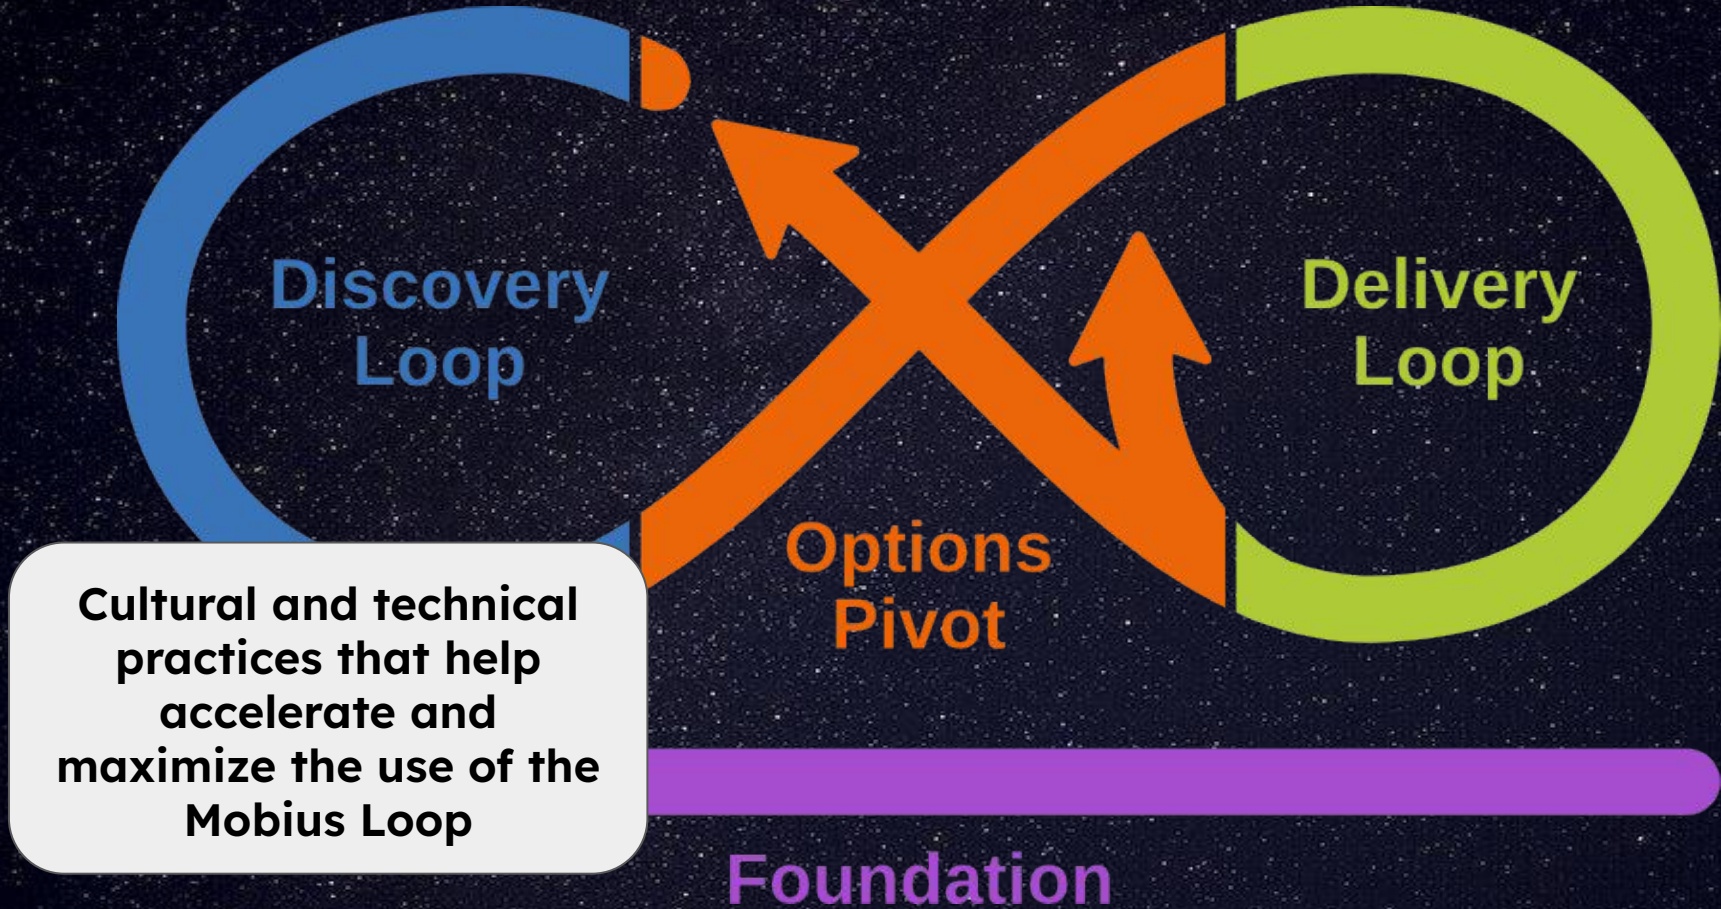 Discovery
Loop
Delivery
Loop
Options
Pivot
Cultural and technical
practices that help
accelerate and
maximize the use of the
Mobius Loop
Foundation